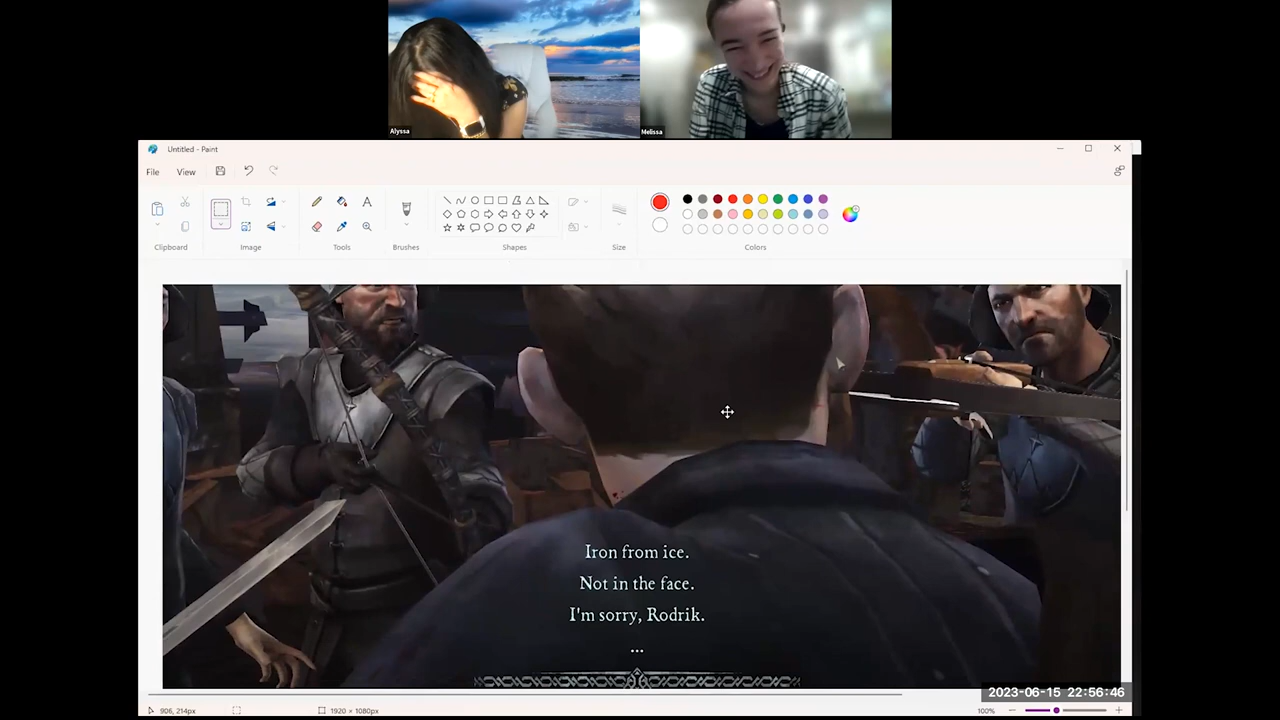 Alyssa
Melissa
Untitled - Paint
File View
Clipboard
Image
Tools
Brushes
Shapes
Size
Colors
Iron from ice.
Not in the face.
I'm sorry, Rodrik.
...
2023-06-15 22:56:46
906, 214px
1920 × 1080px
100%